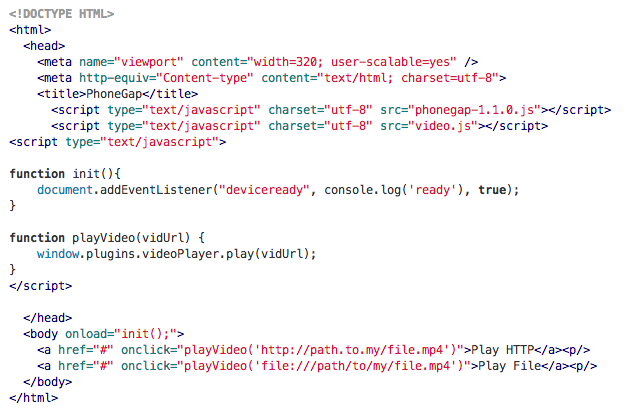 <!DOCTYPE HTML>
<html>
  <head>
    <meta name="viewport" content="width=320; user-scalable=yes" />
    <meta http-equiv="Content-type" content="text/html; charset=utf-8">
    <title>PhoneGap</title>
      <script type="text/javascript" charset="utf-8" src="phonegap-1.1.0.js"></script>
      <script type="text/javascript" charset="utf-8" src="video.js"></script>
<script type="text/javascript">

function init(){
    document.addEventListener("deviceready", console.log('ready'), true);
}

function playVideo(vidUrl) {
    window.plugins.videoPlayer.play(vidUrl);
}
</script>

  </head>
  <body onload="init();">
    <a href="#" onclick="playVideo('http://path.to.my/file.mp4')">Play HTTP</a><p/>
    <a href="#" onclick="playVideo('file:///path/to/my/file.mp4')">Play File</a><p/>
  </body>
</html>